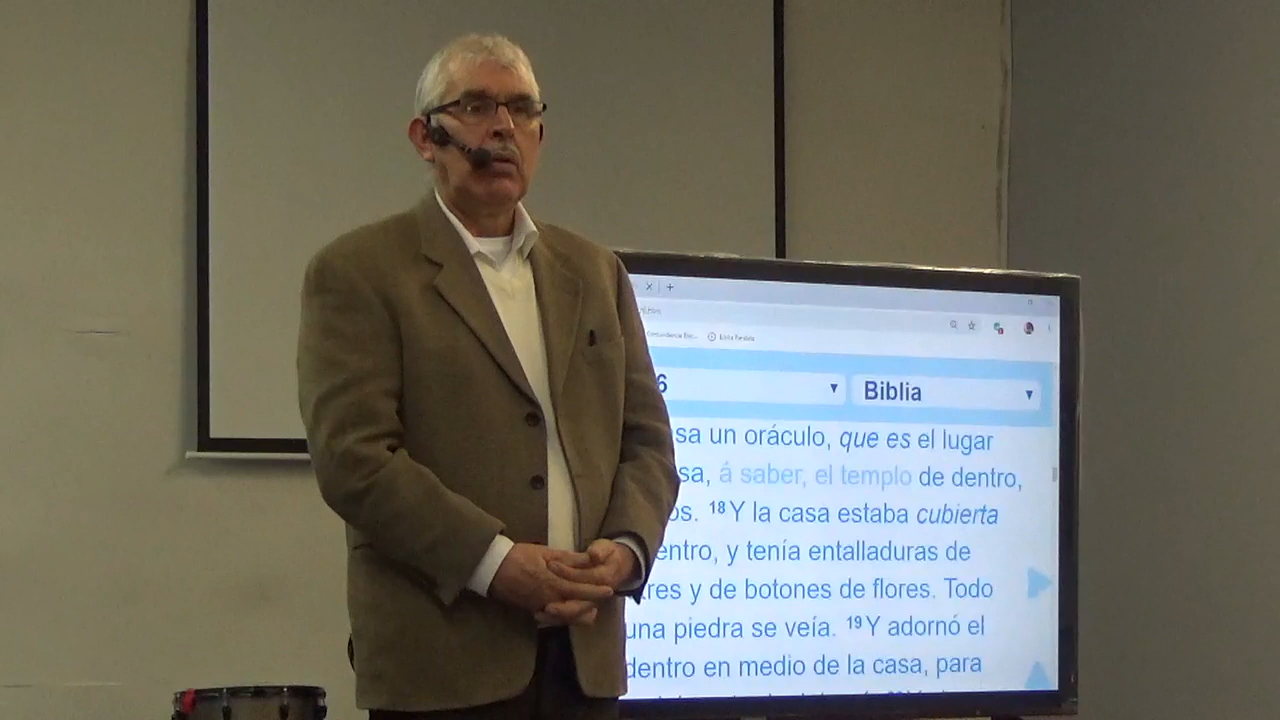 6
Biblia
sa un oráculo, que es el lugar
sa, á saber, el templo de dentro,
os. 18 Y la casa estaba cubierta
entro, y tenía entalladuras de
tres y de botones de flores. Todo
una piedra se veía. 19 Y adornó el
dentro en medio de la casa, para